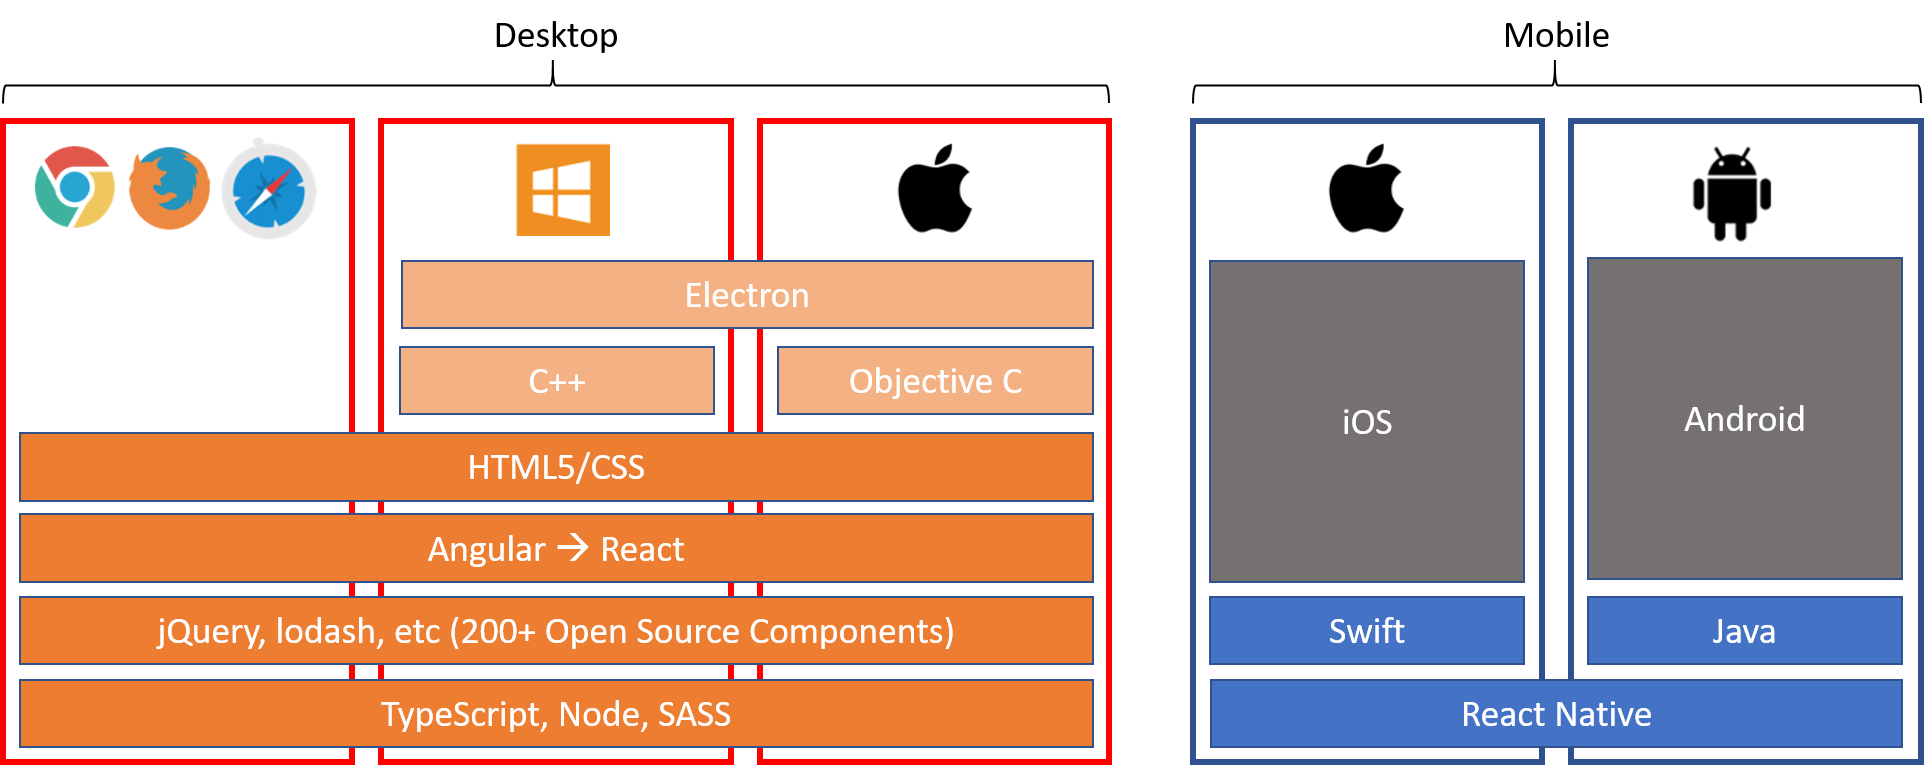 Desktop
Mobile
Electron
C++
Objective C
HTML5/CSS
Angular → React
jQuery, lodash, etc (200+ Open Source Components)
TypeScript, Node, SASS
iOS
Android
Swift
Java
React Native